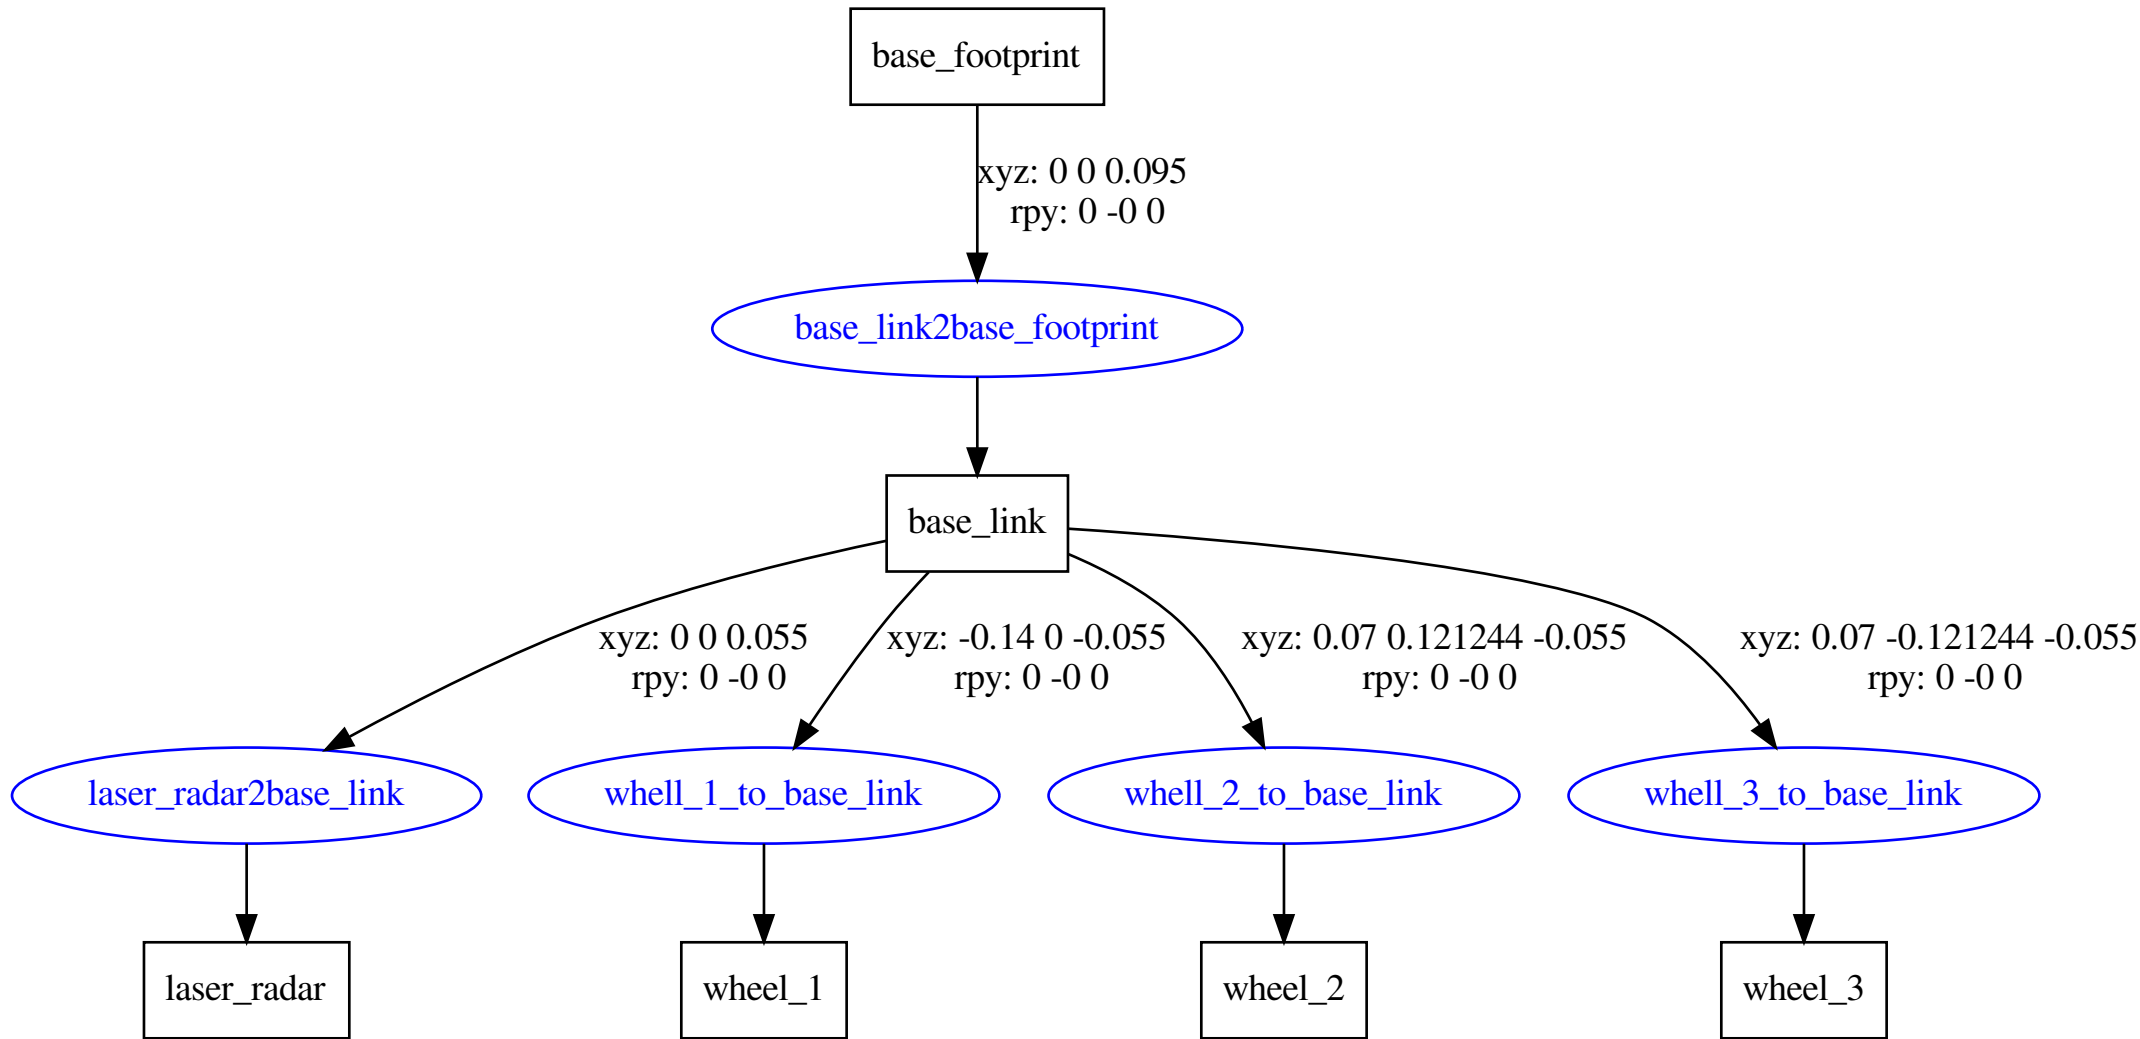 base_footprint
xyz: 0 0 0.095
rpy: 0 -0 0
base_link2base_footprint
base_link
xyz: 0 0 0.055
rpy: 0 -0 0
xyz: -0.14 0 -0.055
rpy: 0 -0 0
xyz: 0.07 0.121244 -0.055
rpy: 0 -0 0
xyz: 0.07 -0.121244 -0.055
rpy: 0 -0 0
laser_radar2base_link
whell_1_to_base_link
whell_2_to_base_link
whell_3_to_base_link
laser_radar
wheel_1
wheel_2
wheel_3